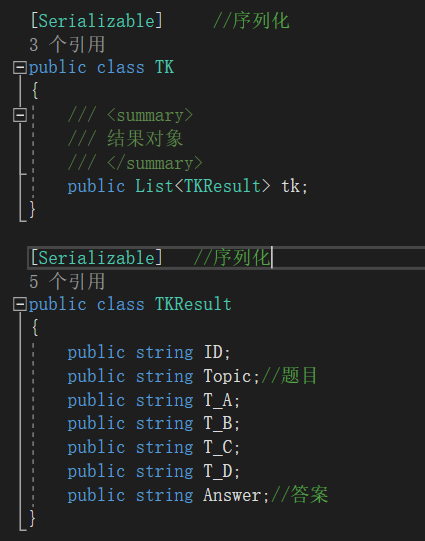 [Serializable]    //序列化
3 个引用
public class TK
{
    /// <summary>
    /// 结果对象
    /// </summary>
    public List<TKResult> tk;
}
[Serializable]  //序列化
5 个引用
public class TKResult
{
    public string ID;
    public string Topic;//题目
    public string T_A;
    public string T_B;
    public string T_C;
    public string T_D;
    public string Answer;//答案
}